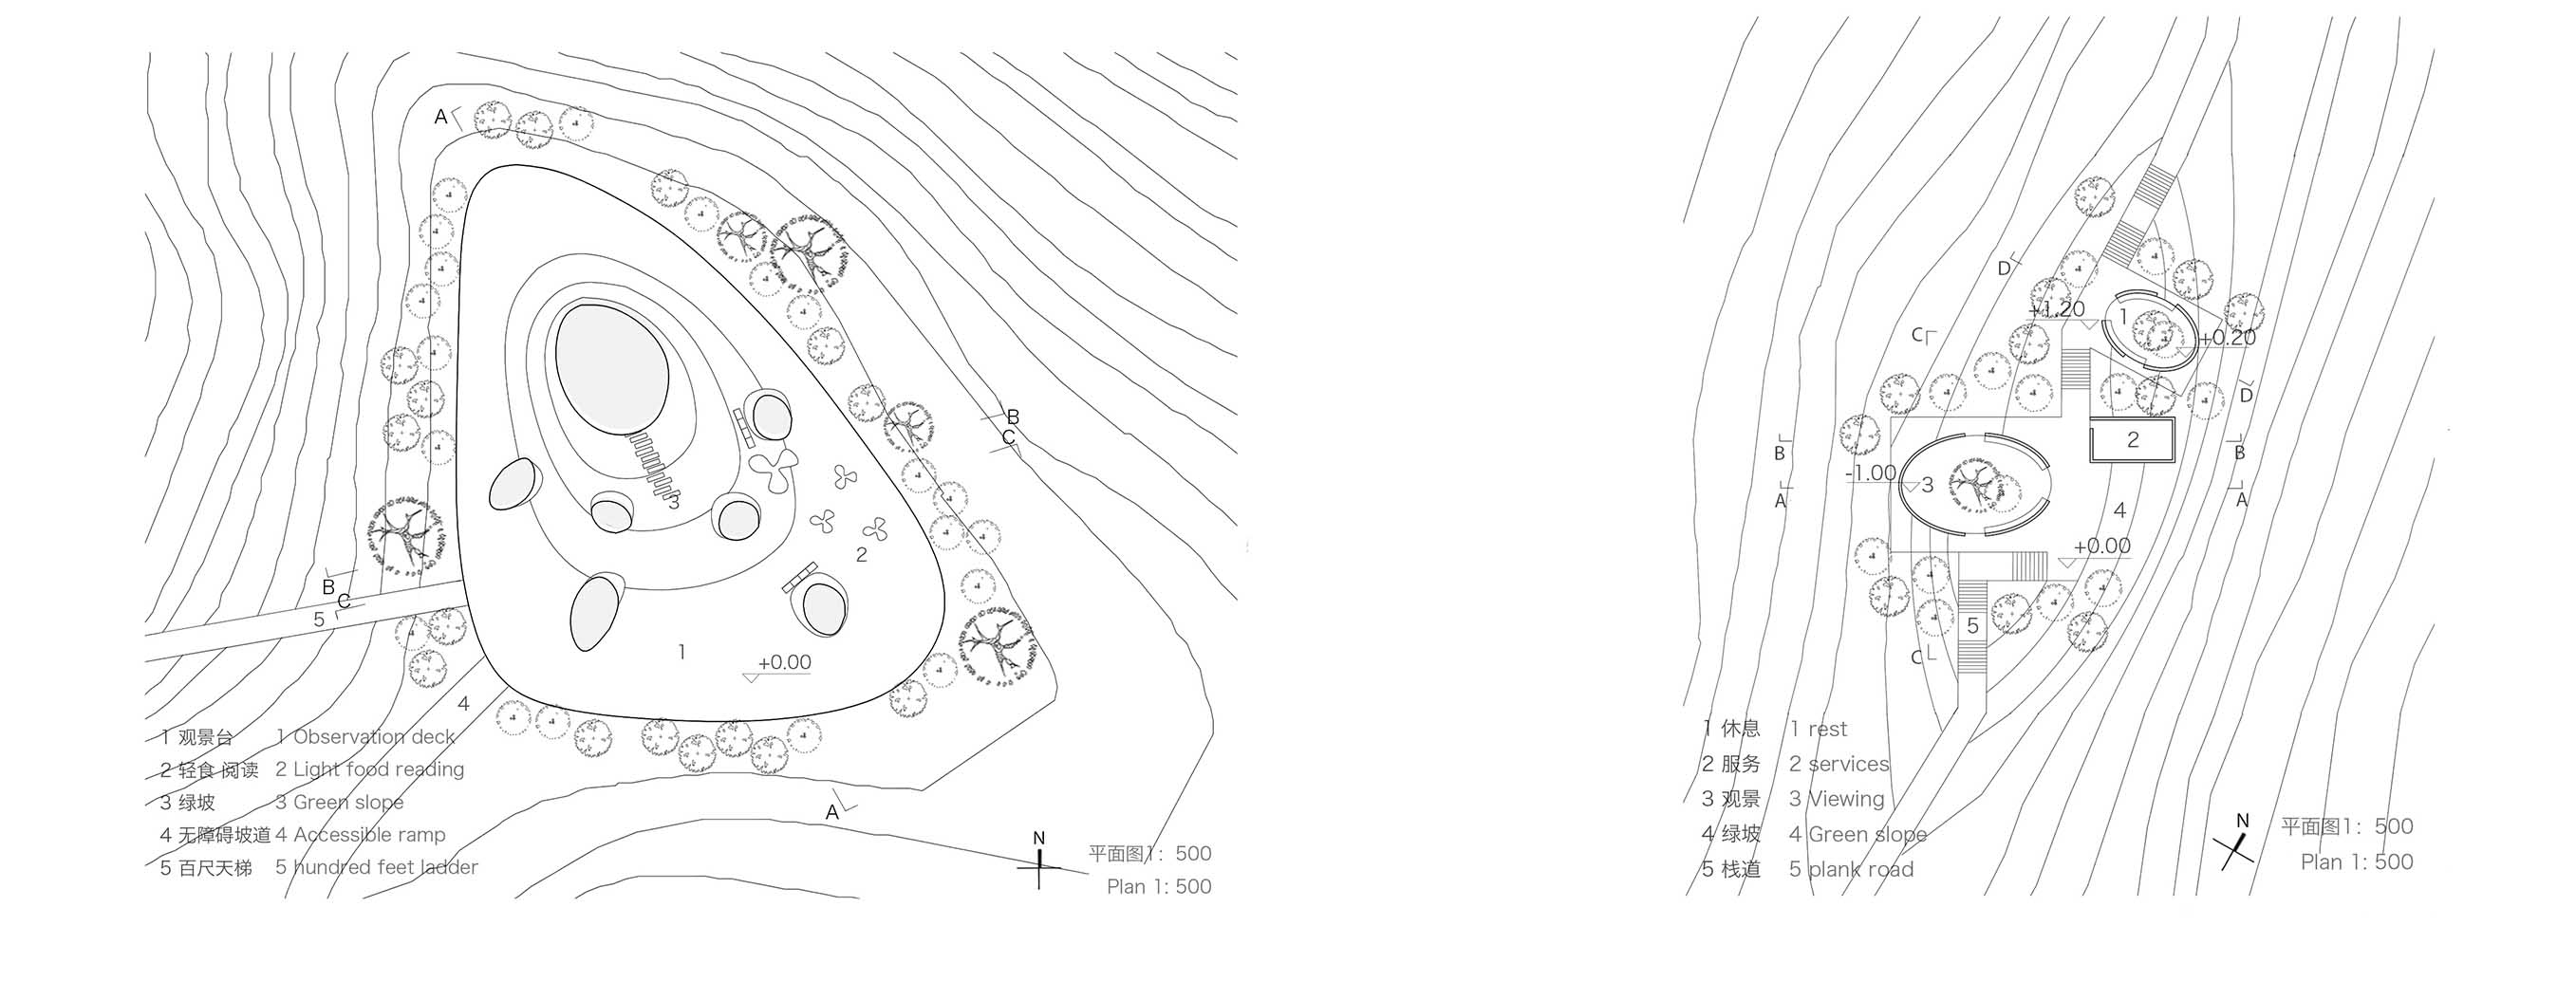 A
B
C
3
2
B
C
5
1
+0.00
4
A
1 观景台 1 Observation deck
2 轻食 阅读 2 Light food reading
3 绿坡 3 Green slope
4 无障碍坡道 4 Accessible ramp
5 百尺天梯 5 hundred feet ladder
N
平面图1: 500
Plan 1: 500
D
+1.20
1
C
+0.20
D
2
B
B
-1.00
3
A
A
4
+0.00
5
C
1 休息 1 rest
2 服务 2 services
3 观景 3 Viewing
4 绿坡 4 Green slope
5 栈道 5 plank road
N
平面图1: 500
Plan 1: 500